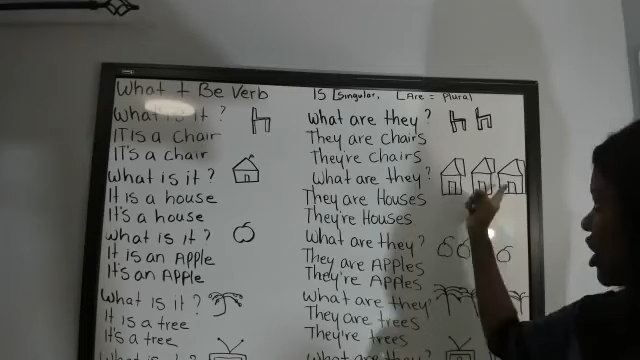 What + Be Verb
What is it?
IT IS a Chair
IT'S a chair
What is it?
It is a house
It's a house
What is it?
It is an Apple
It's an Apple
What is it?
It is a tree
It's a tree
What is it?
IS [Singular, [Are = Plural
What are they?
They are chairs
They're Chairs
What are they?
They are Houses
They're Houses
What are they?
They are Apples
They're Apples
What are they
They are trees
They're trees
What are they?